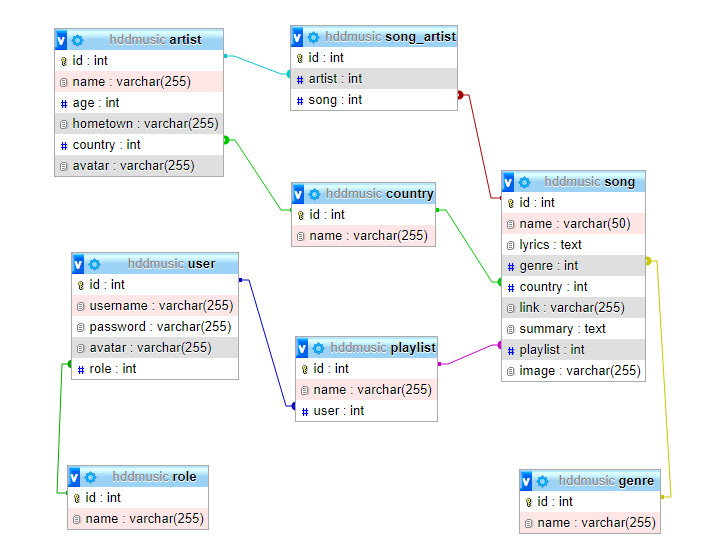 hddmusic artist
id : int
name : varchar(255)
# age : int
hometown : varchar(255)
# country : int
avatar : varchar(255)
hddmusic song_artist
id : int
# artist : int
# song : int
hddmusic country
id : int
name : varchar(255)
hddmusic song
id : int
name : varchar(50)
lyrics : text
# genre : int
# country : int
link : varchar(255)
summary : text
# playlist : int
image : varchar(255)
hddmusic user
id : int
username : varchar(255)
password : varchar(255)
avatar : varchar(255)
# role : int
hddmusic playlist
id : int
name : varchar(255)
# user : int
hddmusic role
id : int
name : varchar(255)
hddmusic genre
id : int
name : varchar(255)